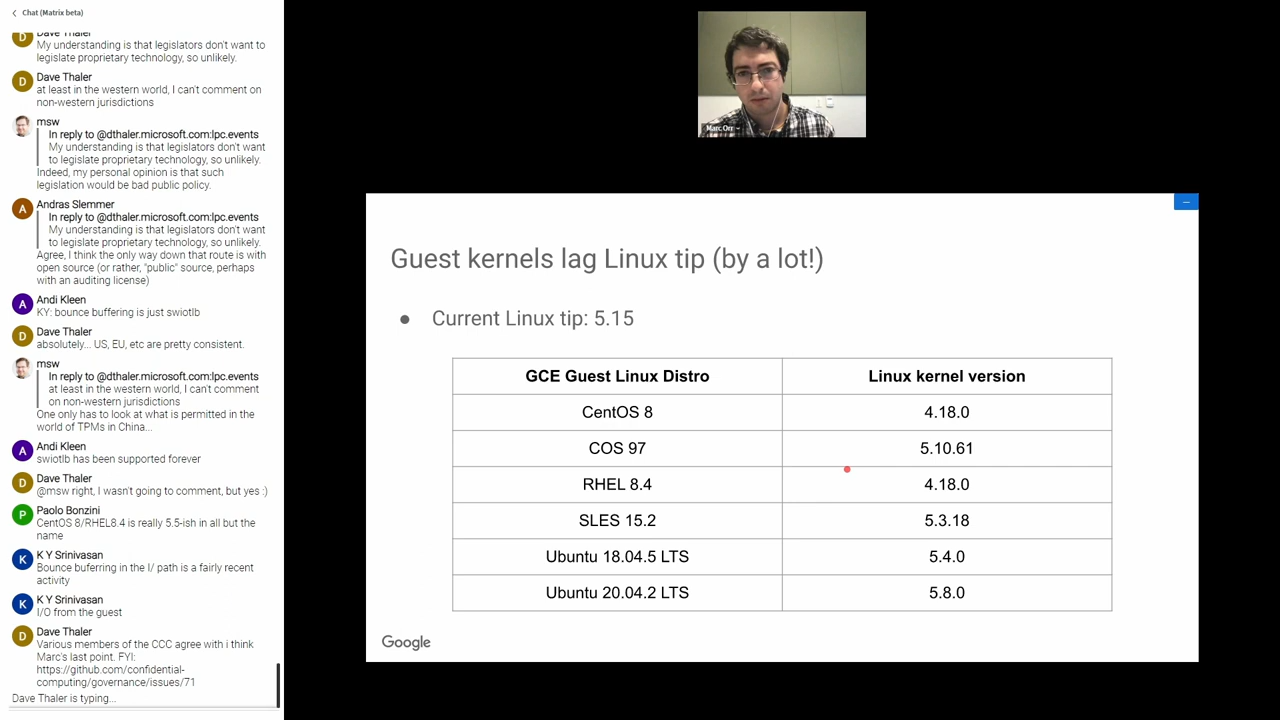 Chat (Matrix beta)
Dave Thaler
My understanding is that legislators don't want to
legislate proprietary technology, so unlikely.
Dave Thaler
at least in the western world, I can't comment on
non-western jurisdictions
msw
In reply to @dthaler.microsoft.com:lpc.events
My understanding is that legislators don't want
to legislate proprietary technology, so unlikely.
Indeed, my personal opinion is that such
legislation would be bad public policy.
Andras Slemmer
In reply to @dthaler.microsoft.com:lpc.events
My understanding is that legislators don't want
to legislate proprietary technology, so unlikely.
Agree, I think the only way down that route is with
open source (or rather, "public" source, perhaps
with an auditing license)
Andi Kleen
KY: bounce buffering is just swiotlb
Dave Thaler
absolutely... US, EU, etc are pretty consistent.
msw
In reply to @dthaler.microsoft.com:lpc.events
at least in the western world, I can't comment
on non-western jurisdictions
One only has to look at what is permitted in the
world of TPMs in China...
Andi Kleen
swiotlb has been supported forever
Dave Thaler
@msw right, I wasn't going to comment, but yes :)
Paolo Bonzini
CentOS 8/RHEL8.4 is really 5.5-ish in all but the
name
K Y Srinivasan
Bounce buferring in the I/ path is a fairly recent
activity
K Y Srinivasan
I/O from the guest
Dave Thaler
Various members of the CCC agree with i think
Marc's last point. FYI:
https://github.com/confidential-
computing/governance/issues/71
Dave Thaler is typing...
D
D
A
A
D
A
D
P
K
K
D
Marc Orr
Guest kernels lag Linux tip (by a lot!)
● Current Linux tip: 5.15
GCE Guest Linux Distro Linux kernel version
CentOS 8 4.18.0
COS 97 5.10.61
RHEL 8.4 4.18.0
SLES 15.2 5.3.18
Ubuntu 18.04.5 LTS 5.4.0
Ubuntu 20.04.2 LTS 5.8.0
Google